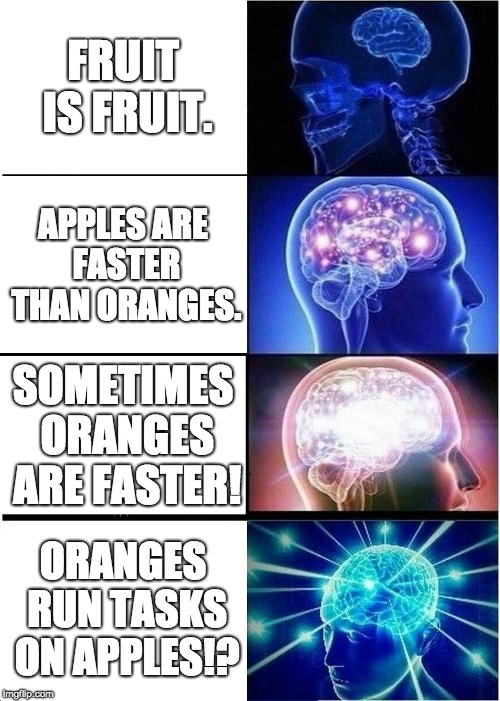 FRUIT
IS FRUIT.
APPLES ARE
FASTER
THAN ORANGES.
SOMETIMES
ORANGES
ARE FASTER!
ORANGES
RUN TASKS
ON APPLES!?
imgflip.com